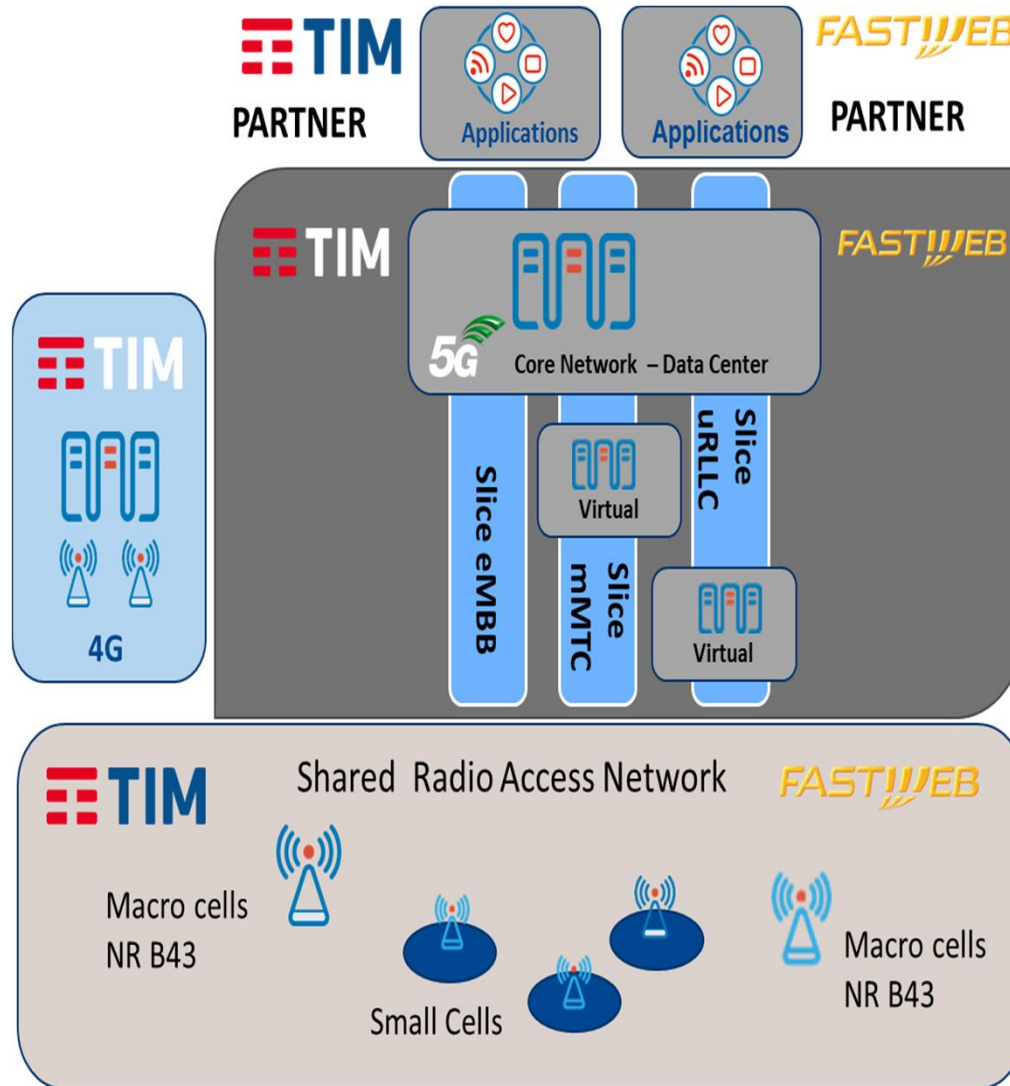 TIM
PARTNER
Applications
Applications
FASTWEB
PARTNER
TIM
FASTWEB
5G
Core Network – Data Center
Slice eMBB
Virtual
Slice
mMTC
Slice
uRLLC
Virtual
TIM
4G
TIM
Shared Radio Access Network
FASTWEB
Macro cells
NR B43
Small Cells
Macro cells
NR B43